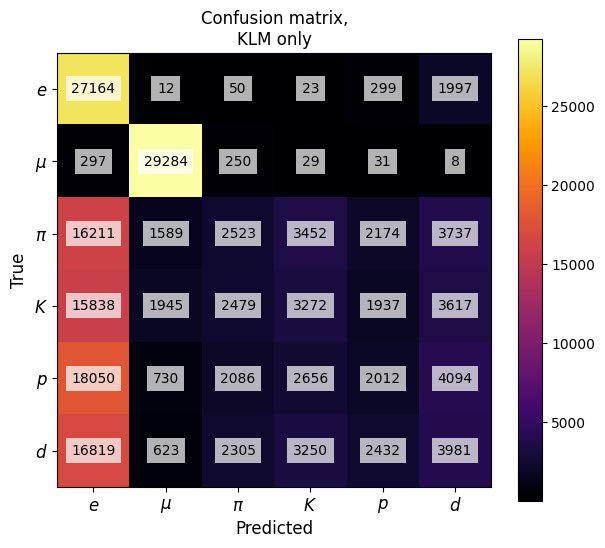 Confusion matrix,
KLM only
True
e 27164 12 50 23 299 1997
μ 297 29284 250 29 31 8
π 16211 1589 2523 3452 2174 3737
K 15838 1945 2479 3272 1937 3617
p 18050 730 2086 2656 2012 4094
d 16819 623 2305 3250 2432 3981
e μ π K p d
Predicted
25000
20000
15000
10000
5000